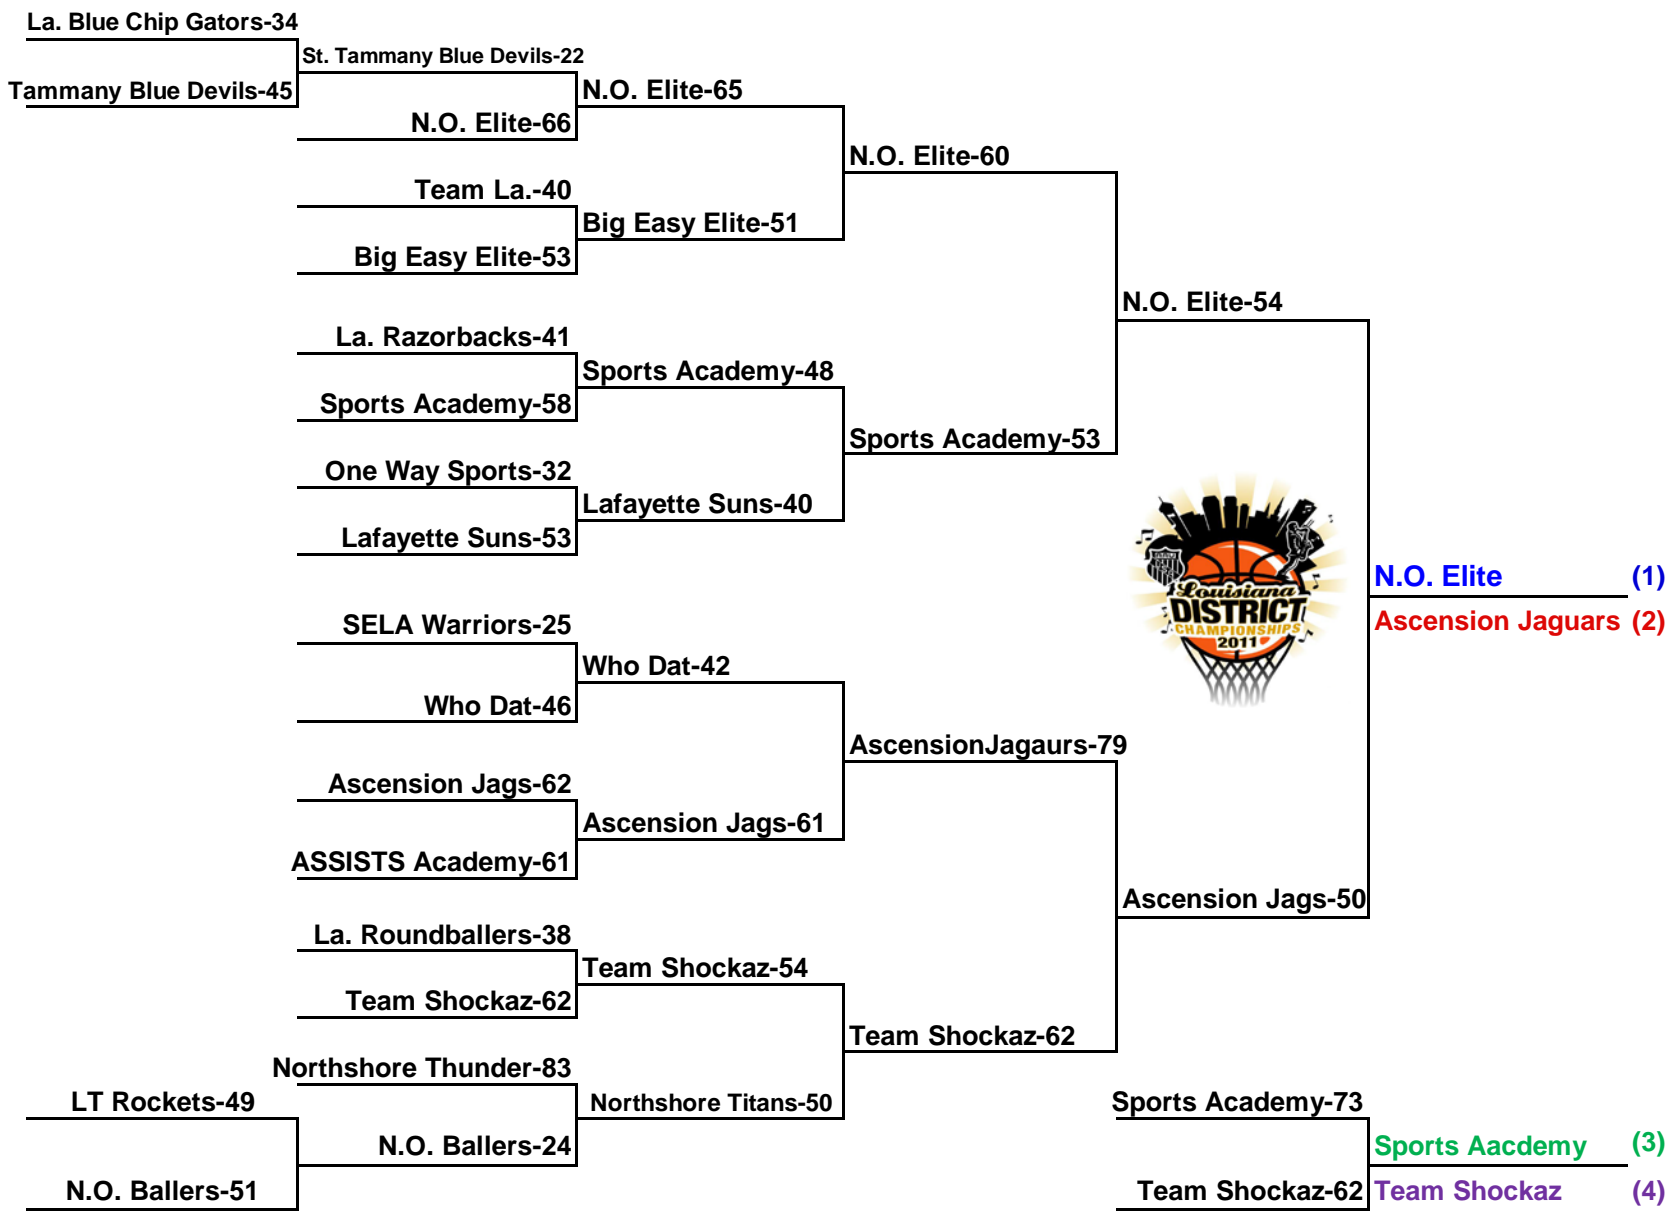 La. Blue Chip Gators-34
St. Tammany Blue Devils-22
Tammany Blue Devils-45
N.O. Elite-65
N.O. Elite-66
N.O. Elite-60
Team La.-40
Big Easy Elite-51
Big Easy Elite-53
N.O. Elite-54
La. Razorbacks-41
Sports Academy-48
Sports Academy-58
Sports Academy-53
One Way Sports-32
Lafayette Suns-40
Lafayette Suns-53
Louisiana
DISTRICT
CHAMPIONSHIPS
2011
N.O. Elite (1)
Ascension Jaguars (2)
SELA Warriors-25
Who Dat-42
Who Dat-46
AscensionJagaurs-79
Ascension Jags-62
Ascension Jags-61
ASSISTS Academy-61
Ascension Jags-50
La. Roundballers-38
Team Shockaz-54
Team Shockaz-62
Team Shockaz-62
Northshore Thunder-83
LT Rockets-49
Northshore Titans-50
Sports Academy-73
N.O. Ballers-24
Sports Aacdemy (3)
N.O. Ballers-51
Team Shockaz-62
Team Shockaz (4)